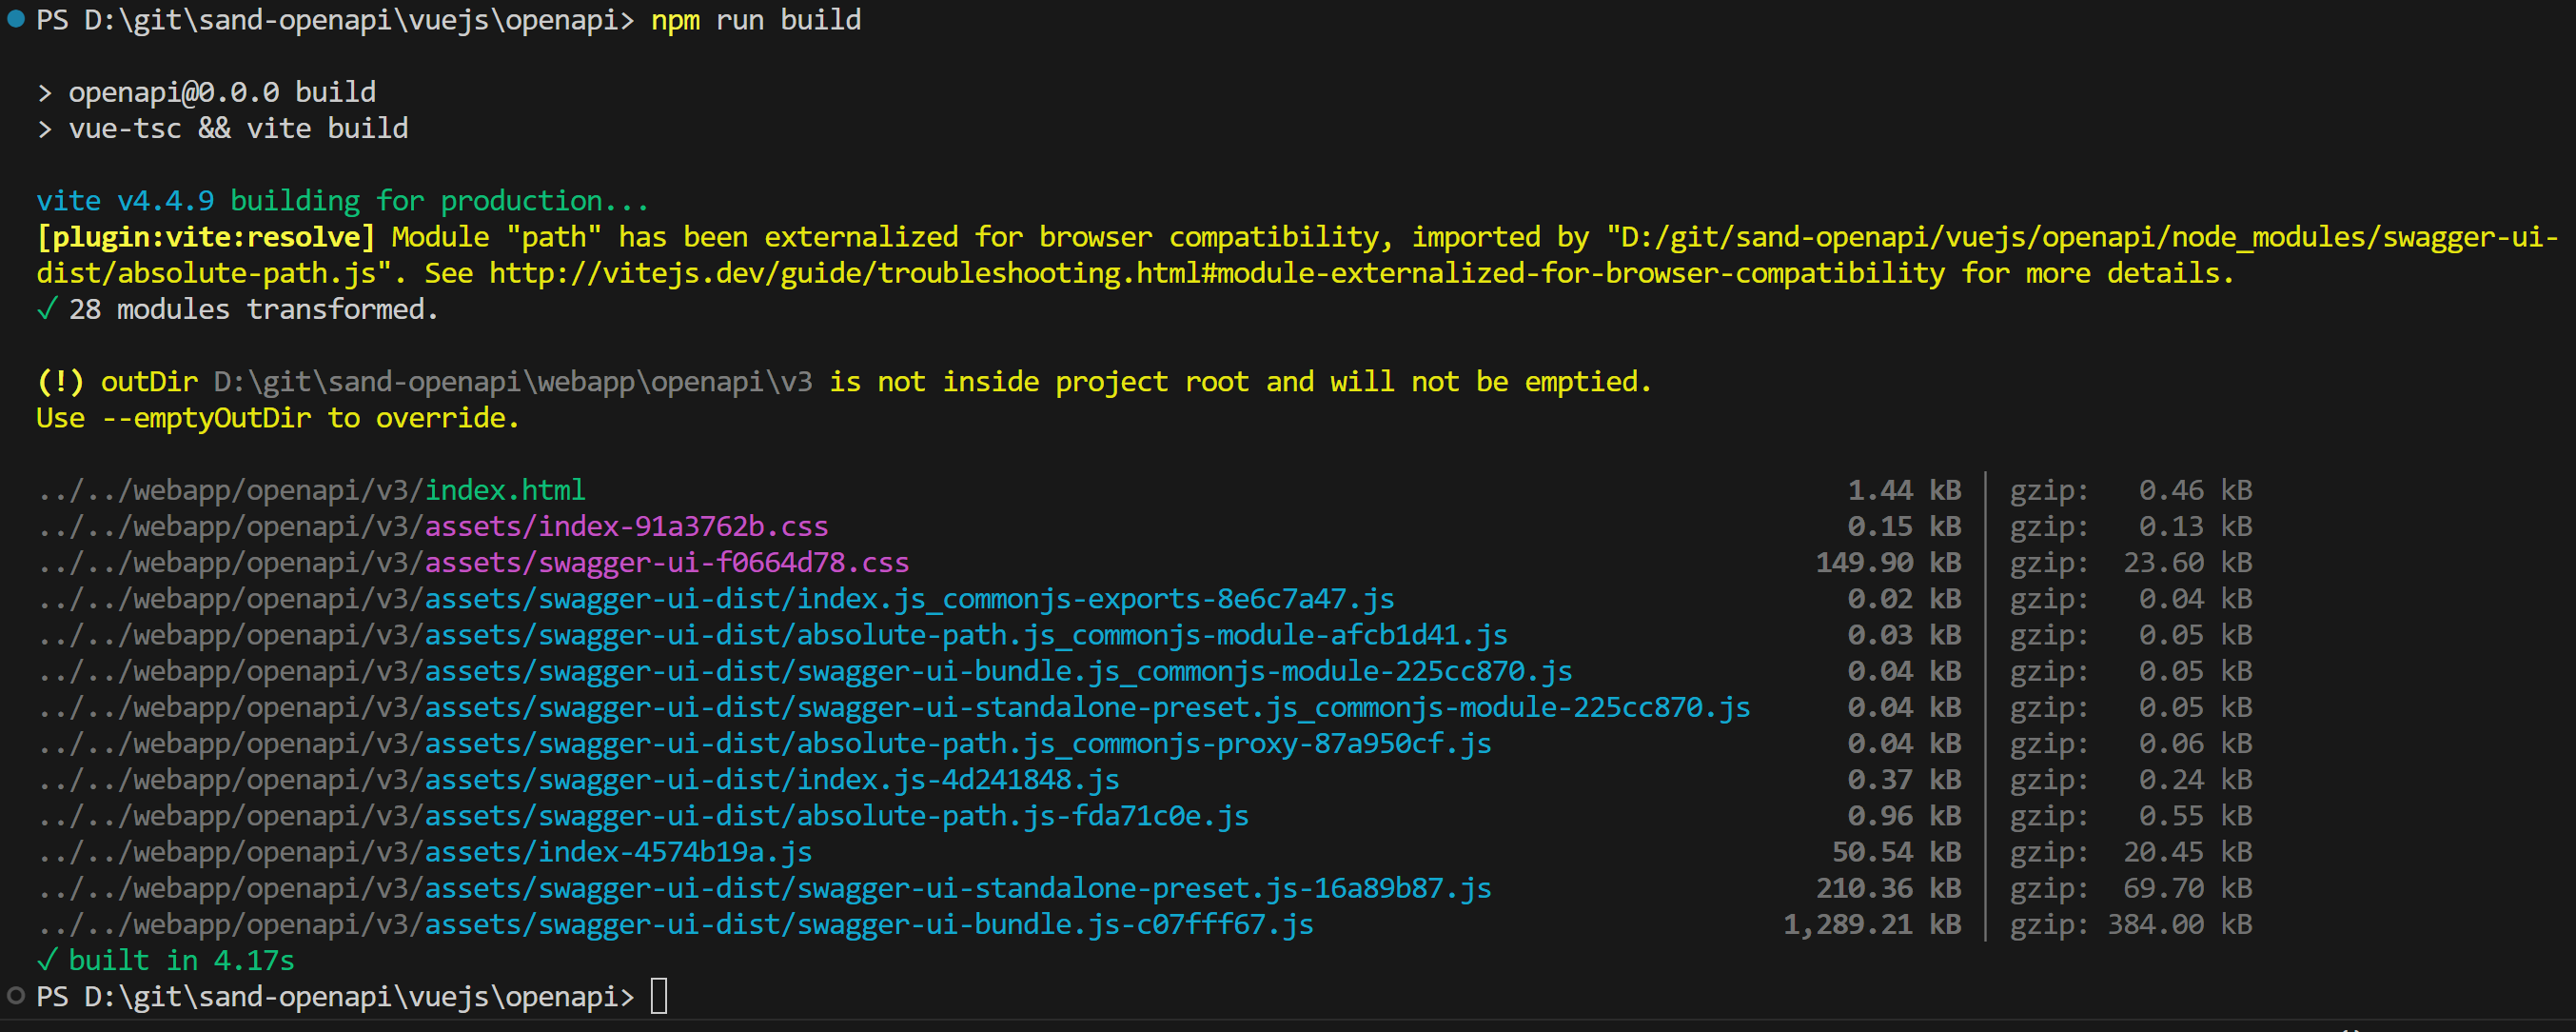 PS D:\git\sand-openapi\vuejs\openapi> npm run build
> openapi@0.0.0 build
> vue-tsc && vite build
vite v4.4.9 building for production...
[plugin:vite:resolve] Module "path" has been externalized for browser compatibility, imported by "D:/git/sand-openapi/vuejs/openapi/node_modules/swagger-ui-
dist/absolute-path.js". See http://vitejs.dev/guide/troubleshooting.html#module-externalized-for-browser-compatibility for more details.
✓ 28 modules transformed.
(!) outDir D:\git\sand-openapi\webapp\openapi\v3 is not inside project root and will not be emptied.
Use --emptyOutDir to override.
../../webapp/openapi/v3/index.html 1.44 kB │ gzip: 0.46 kB
../../webapp/openapi/v3/assets/index-91a3762b.css 0.15 kB │ gzip: 0.13 kB
../../webapp/openapi/v3/assets/swagger-ui-f0664d78.css 149.90 kB │ gzip: 23.60 kB
../../webapp/openapi/v3/assets/swagger-ui-dist/index.js_commonjs-exports-8e6c7a47.js 0.02 kB │ gzip: 0.04 kB
../../webapp/openapi/v3/assets/swagger-ui-dist/absolute-path.js_commonjs-module-afcb1d41.js 0.03 kB │ gzip: 0.05 kB
../../webapp/openapi/v3/assets/swagger-ui-dist/swagger-ui-bundle.js_commonjs-module-225cc870.js 0.04 kB │ gzip: 0.05 kB
../../webapp/openapi/v3/assets/swagger-ui-dist/swagger-ui-standalone-preset.js_commonjs-module-225cc870.js 0.04 kB │ gzip: 0.05 kB
../../webapp/openapi/v3/assets/swagger-ui-dist/absolute-path.js_commonjs-proxy-87a950cf.js 0.04 kB │ gzip: 0.06 kB
../../webapp/openapi/v3/assets/swagger-ui-dist/index.js-4d241848.js 0.37 kB │ gzip: 0.24 kB
../../webapp/openapi/v3/assets/swagger-ui-dist/absolute-path.js-fda71c0e.js 0.96 kB │ gzip: 0.55 kB
../../webapp/openapi/v3/assets/index-4574b19a.js 50.54 kB │ gzip: 20.45 kB
../../webapp/openapi/v3/assets/swagger-ui-dist/swagger-ui-standalone-preset.js-16a89b87.js 210.36 kB │ gzip: 69.70 kB
../../webapp/openapi/v3/assets/swagger-ui-dist/swagger-ui-bundle.js-c07fff67.js 1,289.21 kB │ gzip: 384.00 kB
✓ built in 4.17s
PS D:\git\sand-openapi\vuejs\openapi>